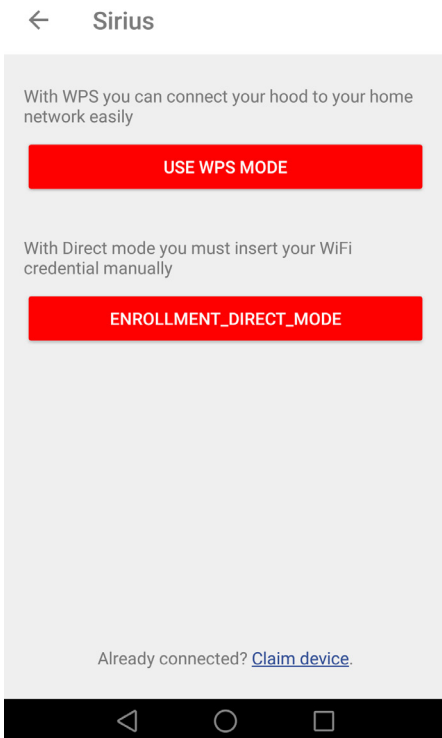 Sirius
With WPS you can connect your hood to your home
network easily
USE WPS MODE
With Direct mode you must insert your WiFi
credential manually
ENROLLMENT_DIRECT_MODE
Already connected? Claim device.